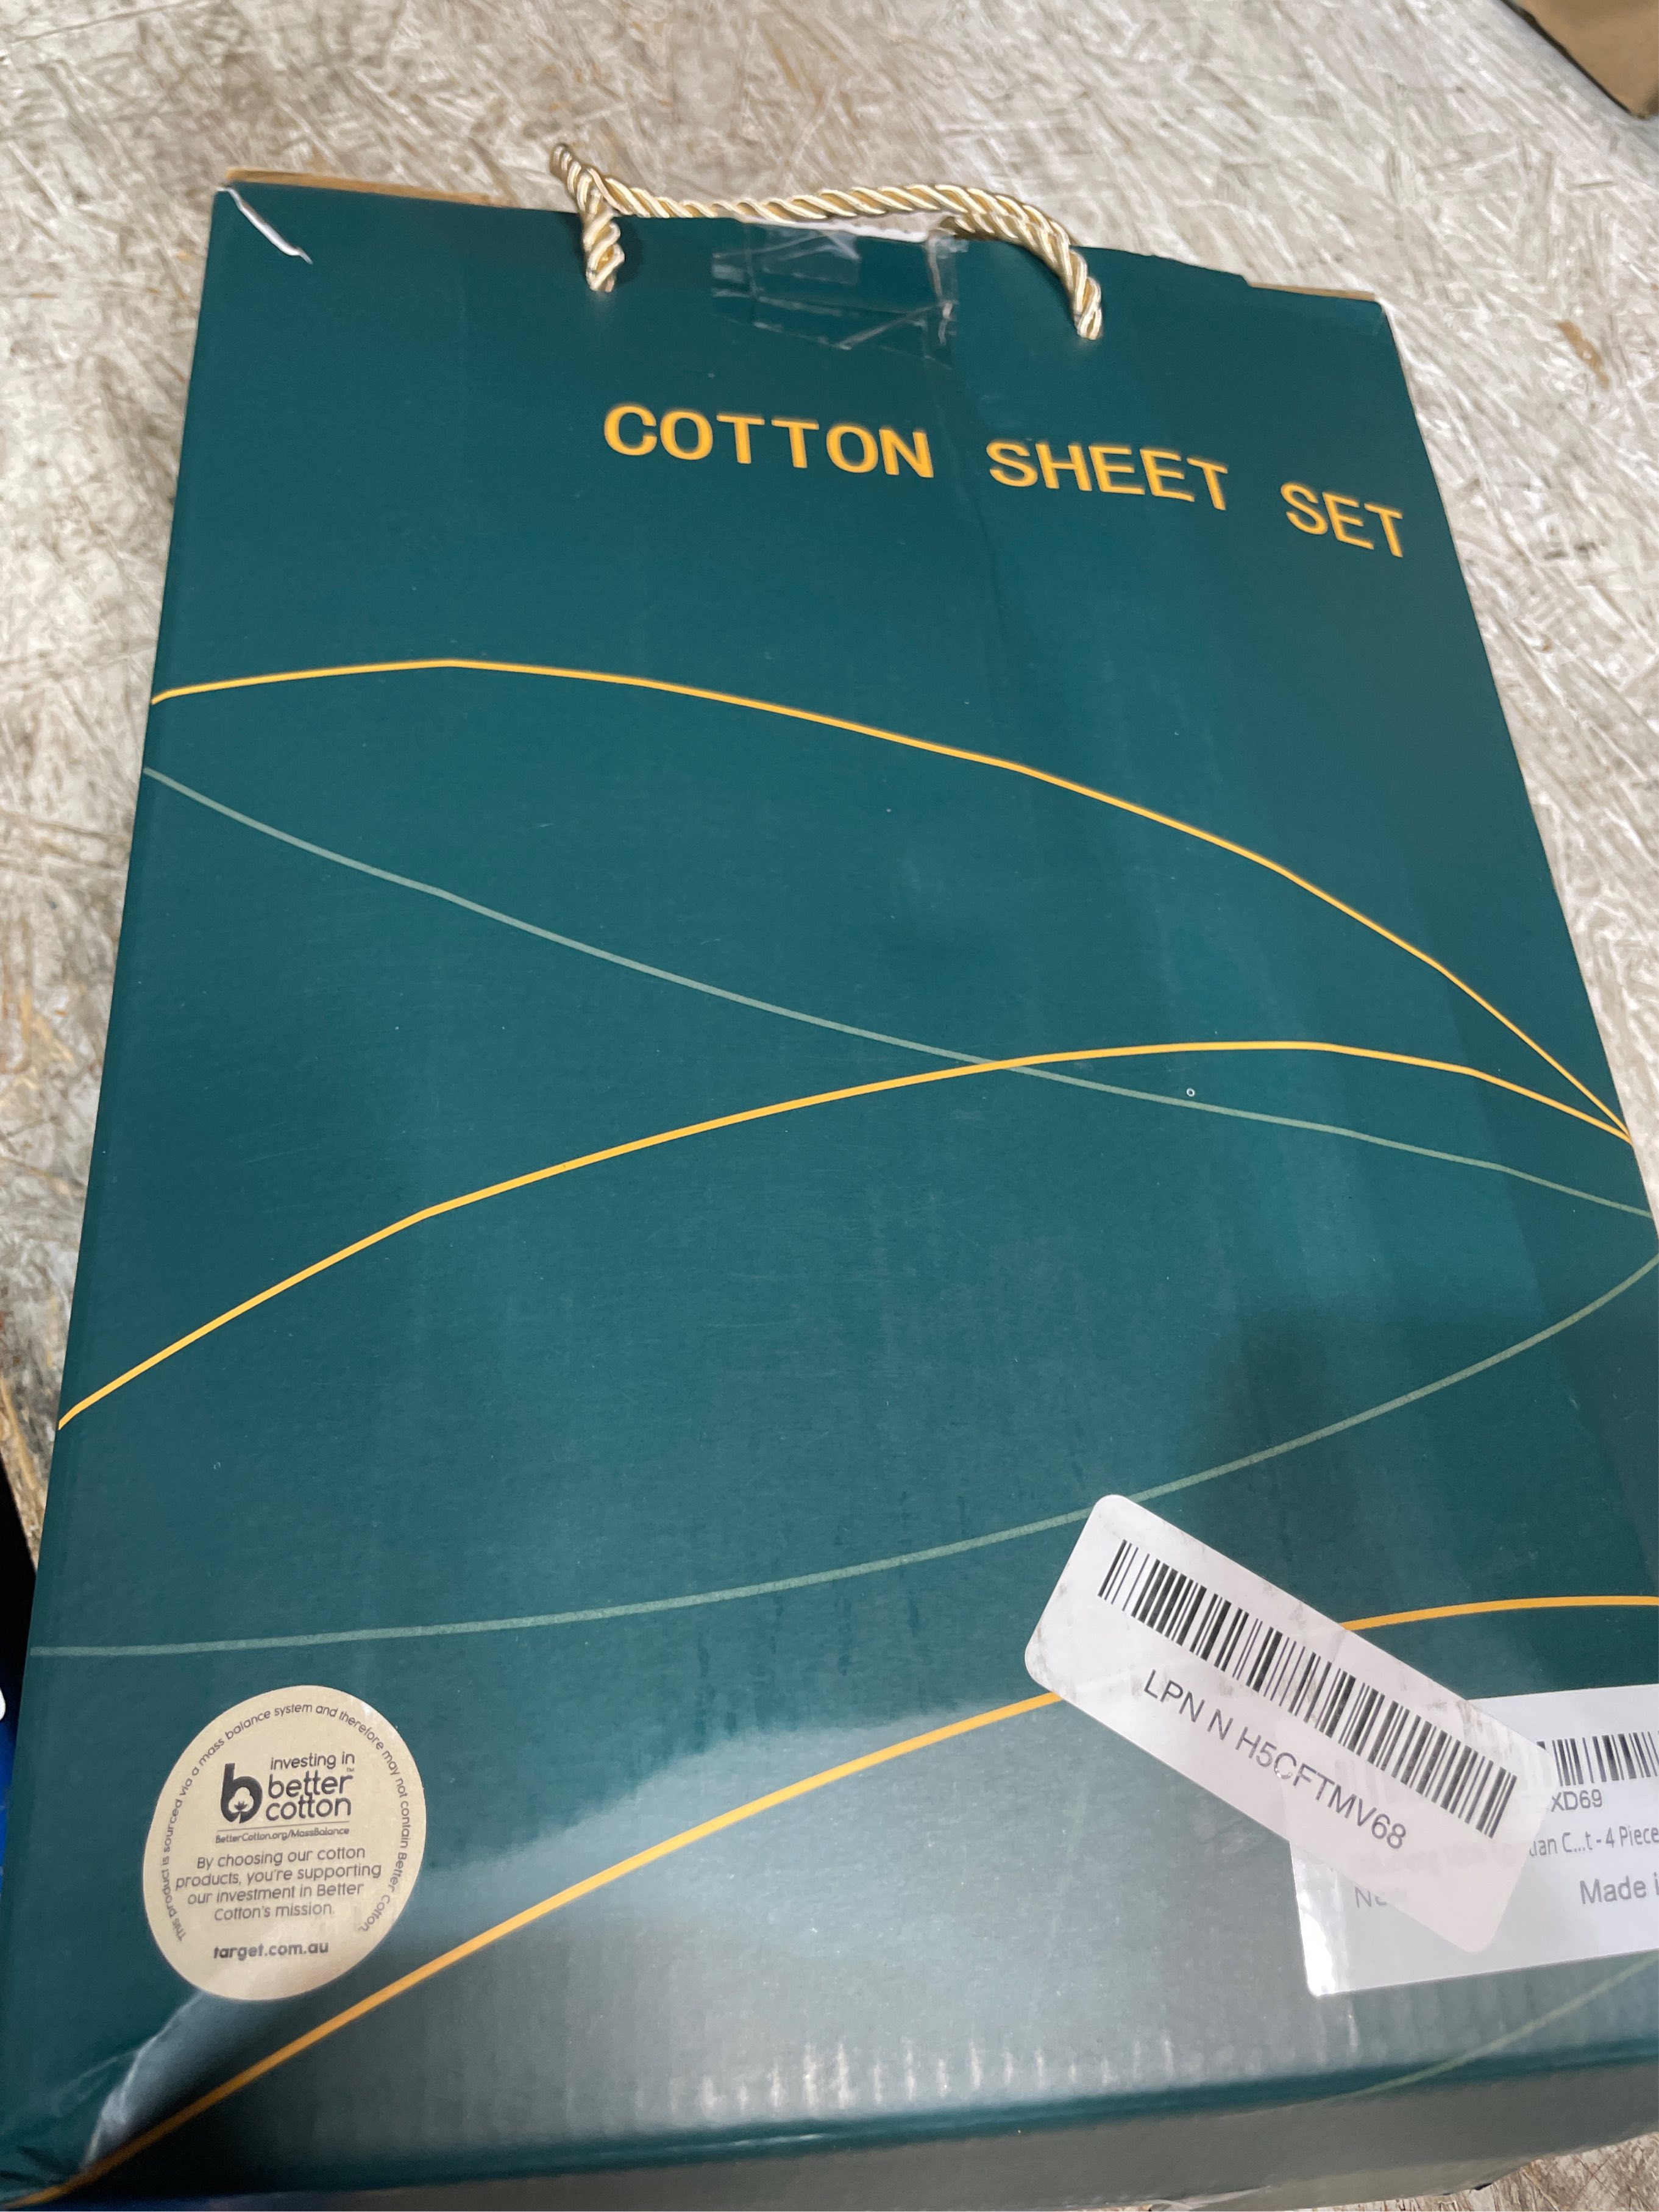 COTTON SHEET SET
This product is sourced via a mass balance system and therefore may not contain Better Cotton.
investing in
better™
cotton
BetterCotton.org/MassBalance
By choosing our cotton
products, you're supporting
our investment in Better
Cotton's mission.
target.com.au
LPN N H5CFTMV68
XD69
C...t - 4 Piece
Made